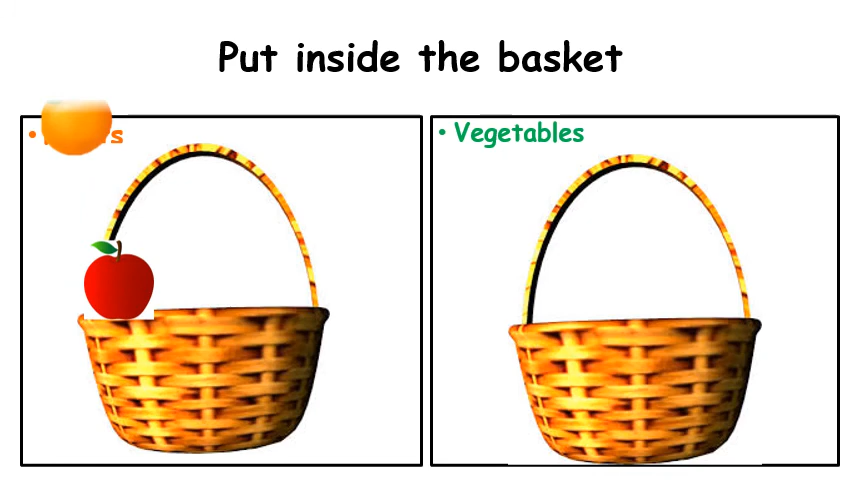 Put inside the basket
• Vegetables